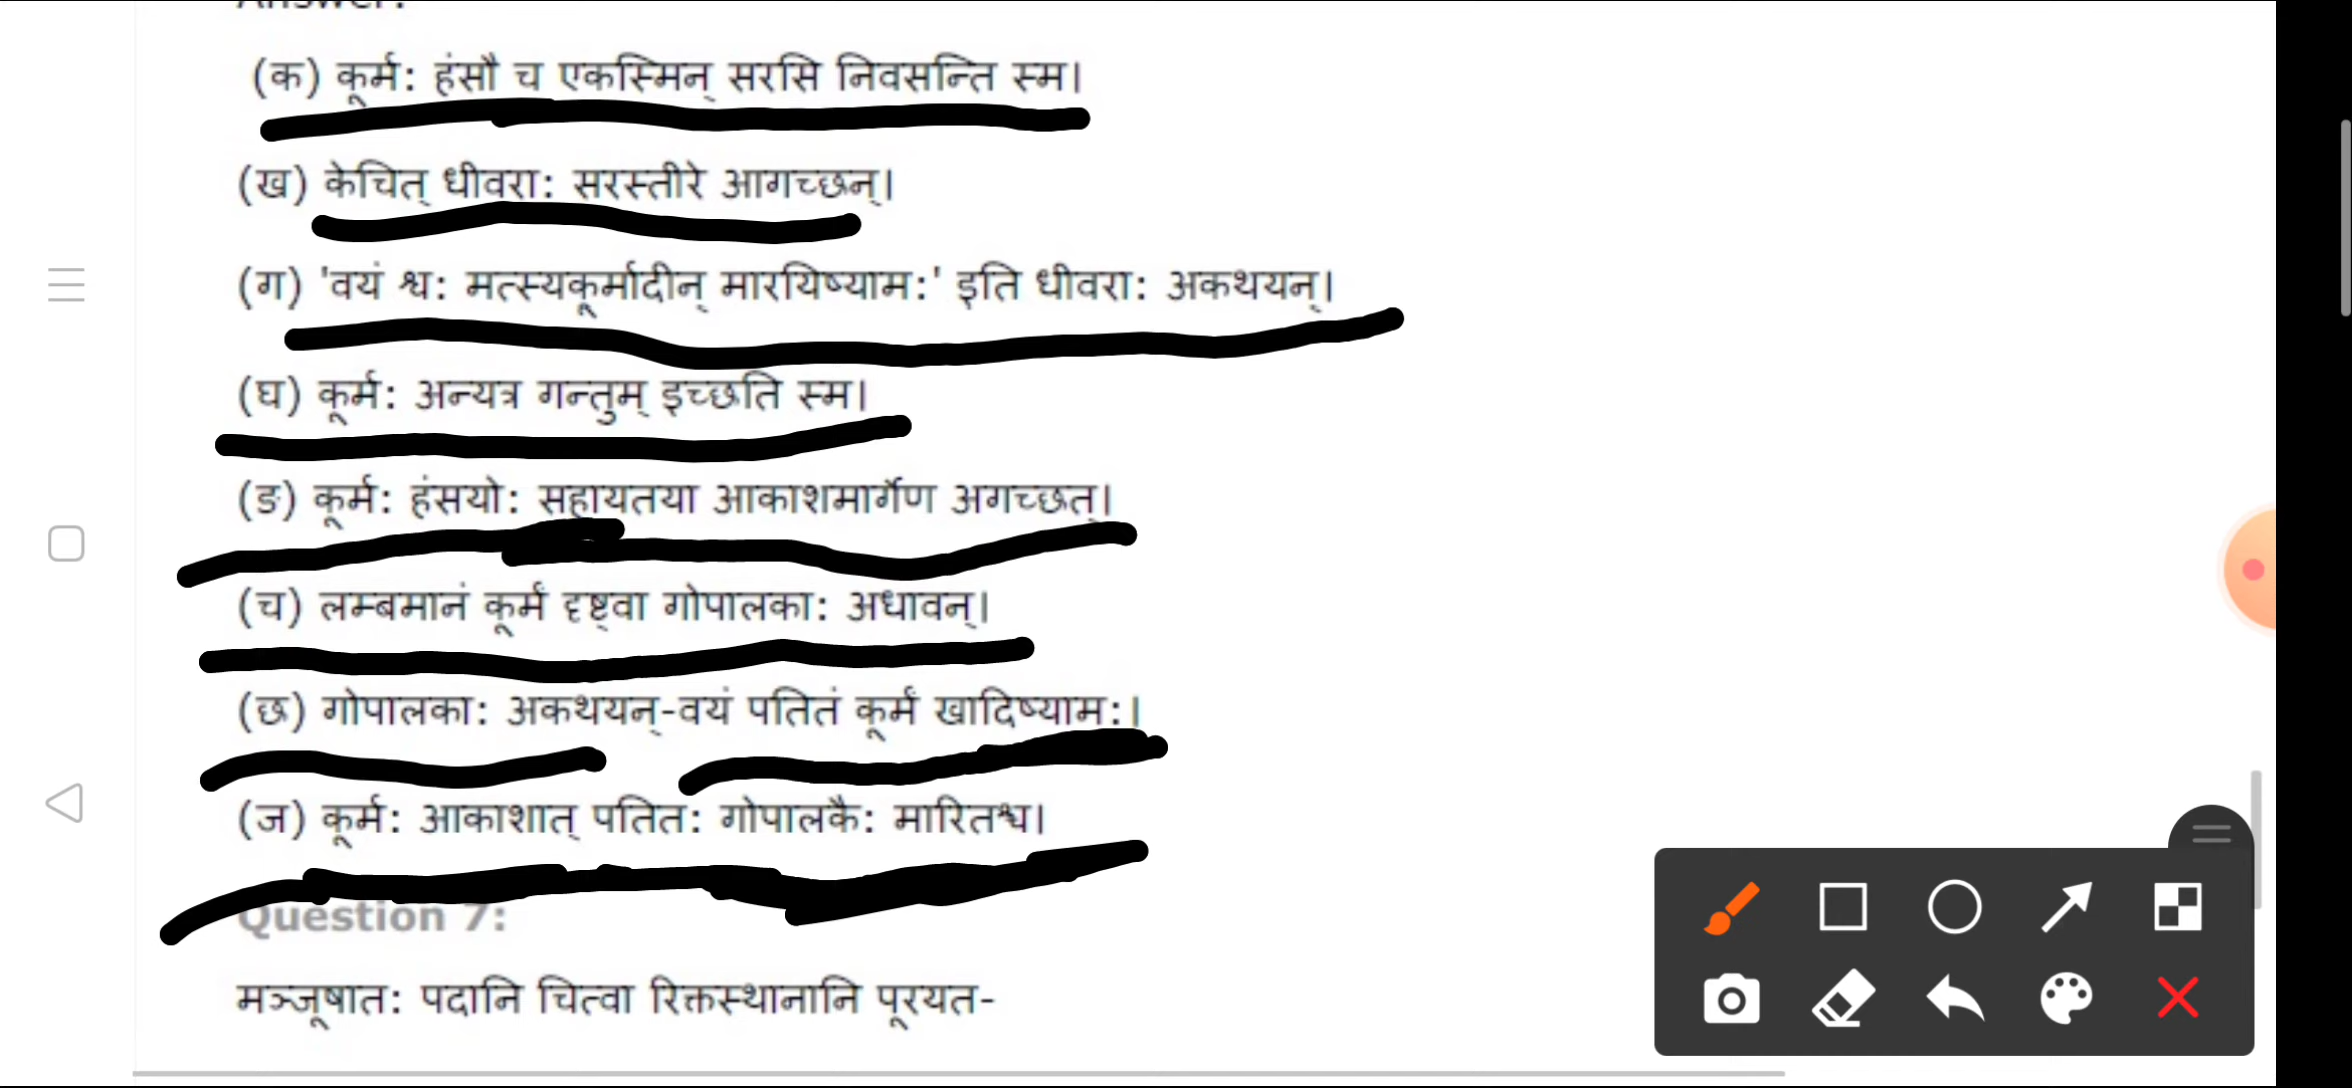 (क) कूर्म: हंसौ च एकस्मिन् सरसि निवसन्ति स्म।
(ख) केचित् धीवरा: सरस्तीरे आगच्छन्।
(ग) 'वयं श्व: मत्स्यकूर्मादीन् मारयिष्याम:' इति धीवरा: अकथयन्।
(घ) कूर्म: अन्यत्र गन्तुम् इच्छति स्म।
(ङ) कूर्म: हंसयो: सहायतया आकाशमार्गेण अगच्छत्।
(च) लम्बमानं कूर्मं दृष्ट्वा गोपालका: अधावन्।
(छ) गोपालका: अकथयन्-वयं पतितं कूर्मं खादिष्याम:।
(ज) कूर्म: आकाशात् पतित: गोपालकै: मारितश्च।
Question 7:
मञ्जूषात: पदानि चित्वा रिक्तस्थानानि पूरयत-